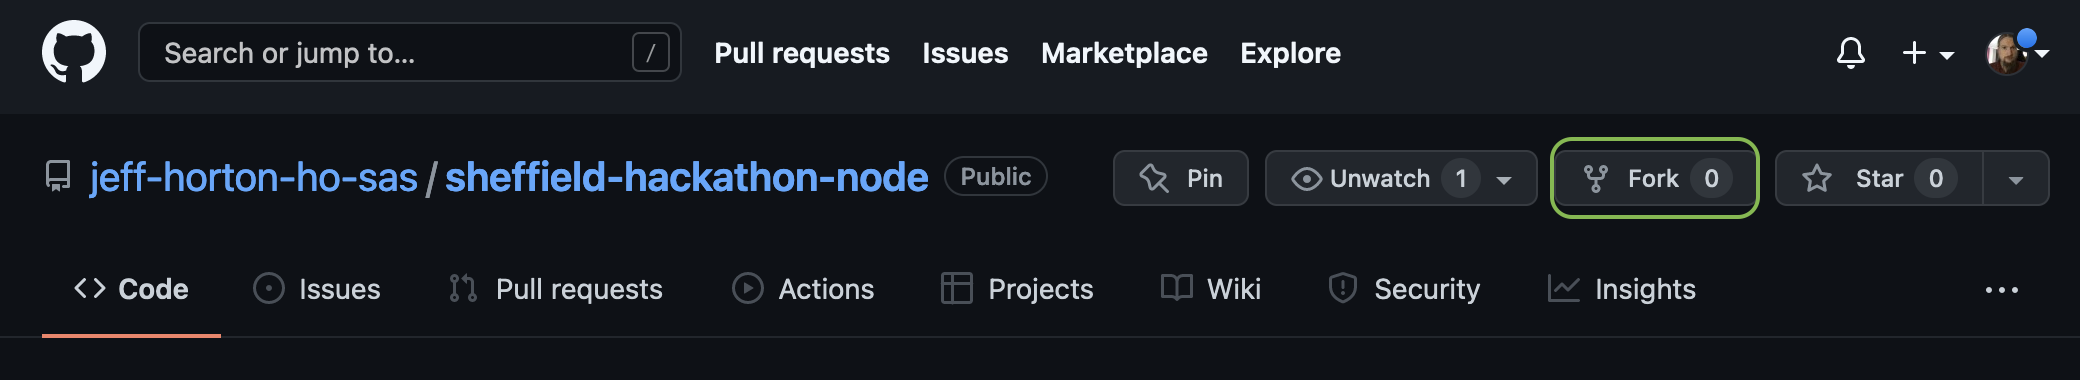 Search or jump to... / Pull requests Issues Marketplace Explore
jeff-horton-ho-sas / sheffield-hackathon-node Public Pin Unwatch 1 Fork 0 Star 0
Code Issues Pull requests Actions Projects Wiki Security Insights ...